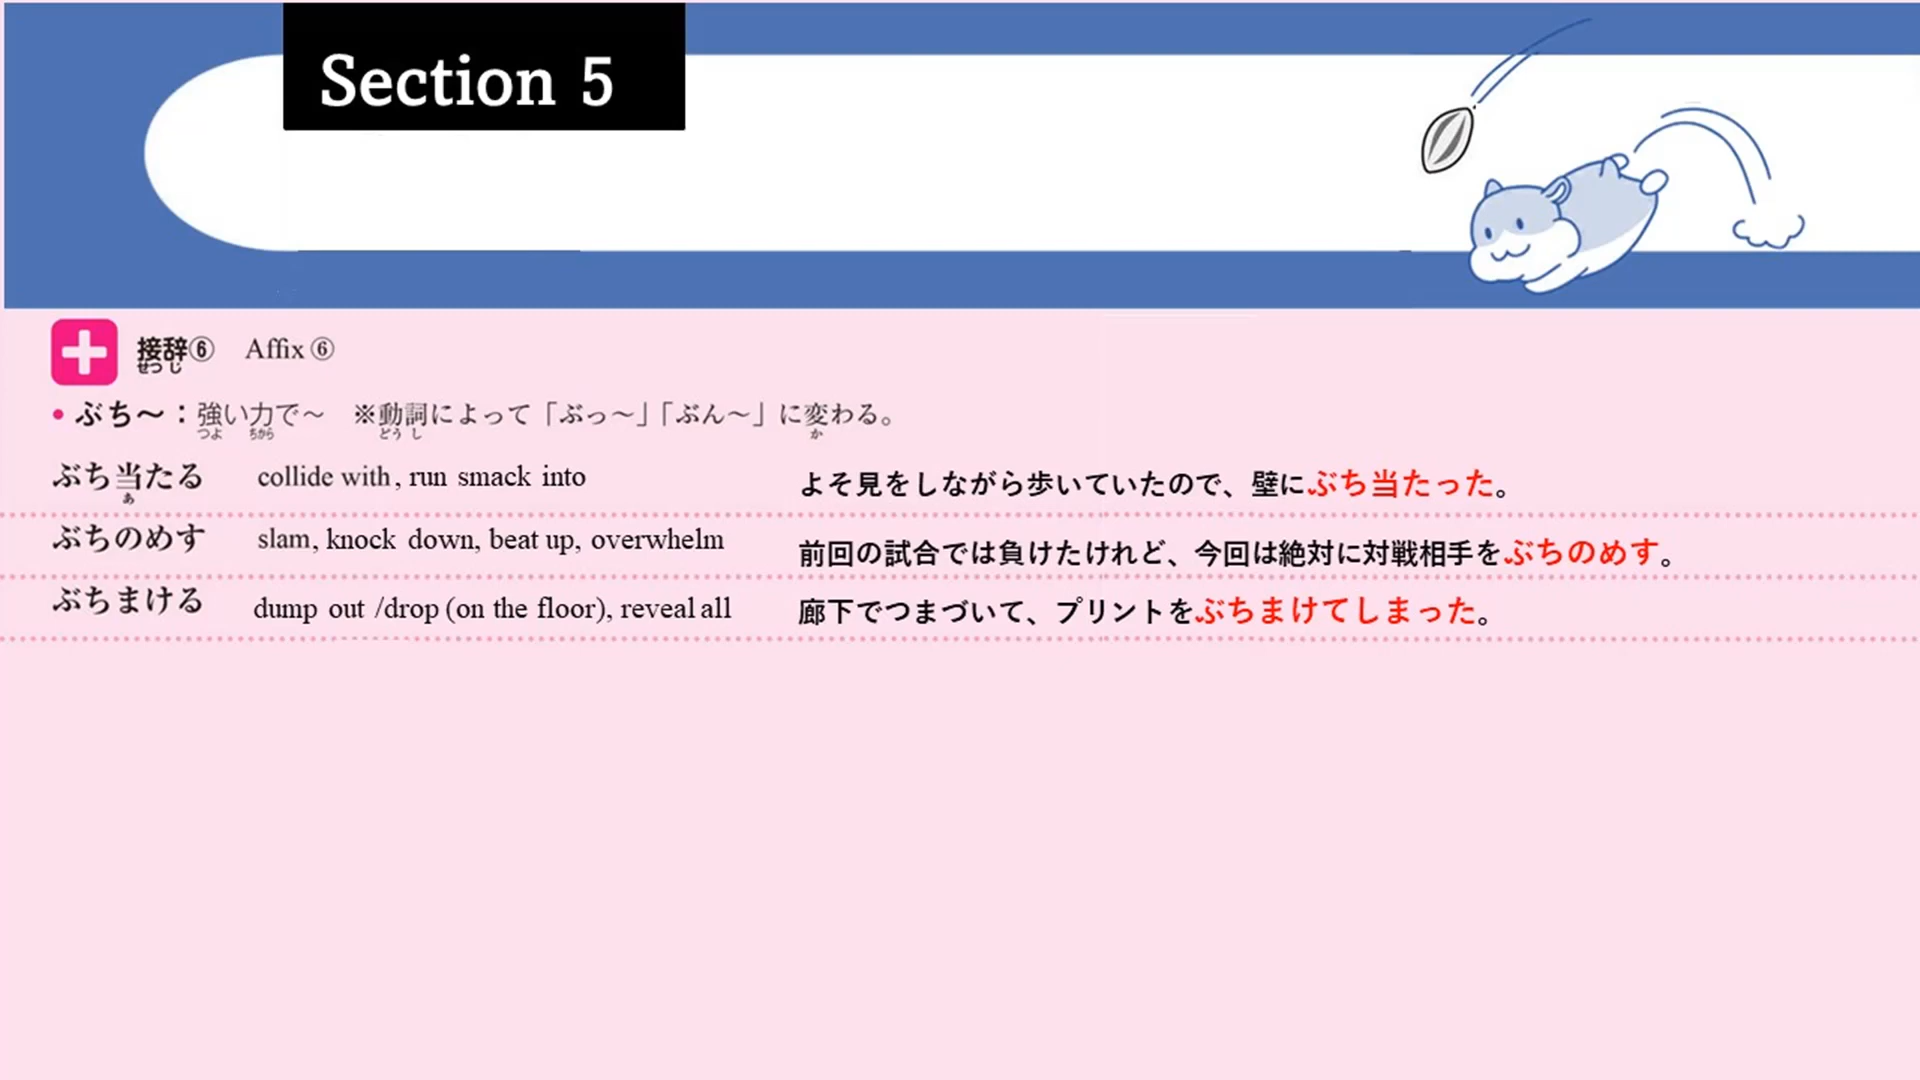 Section 5
接辞⑥ Affix ⑥
せつ じ
• ぶち〜：強い力で〜 ※動詞によって「ぶっ〜」「ぶん〜」に変わる。
つよ ちから どう し か
ぶち当たる collide with, run smack into よそ見をしながら歩いていたので、壁にぶち当たった。
あ
ぶちのめす slam, knock down, beat up, overwhelm 前回の試合では負けたけれど、今回は絶対に対戦相手をぶちのめす。
ぶちまける dump out /drop (on the floor), reveal all 廊下でつまづいて、プリントをぶちまけてしまった。